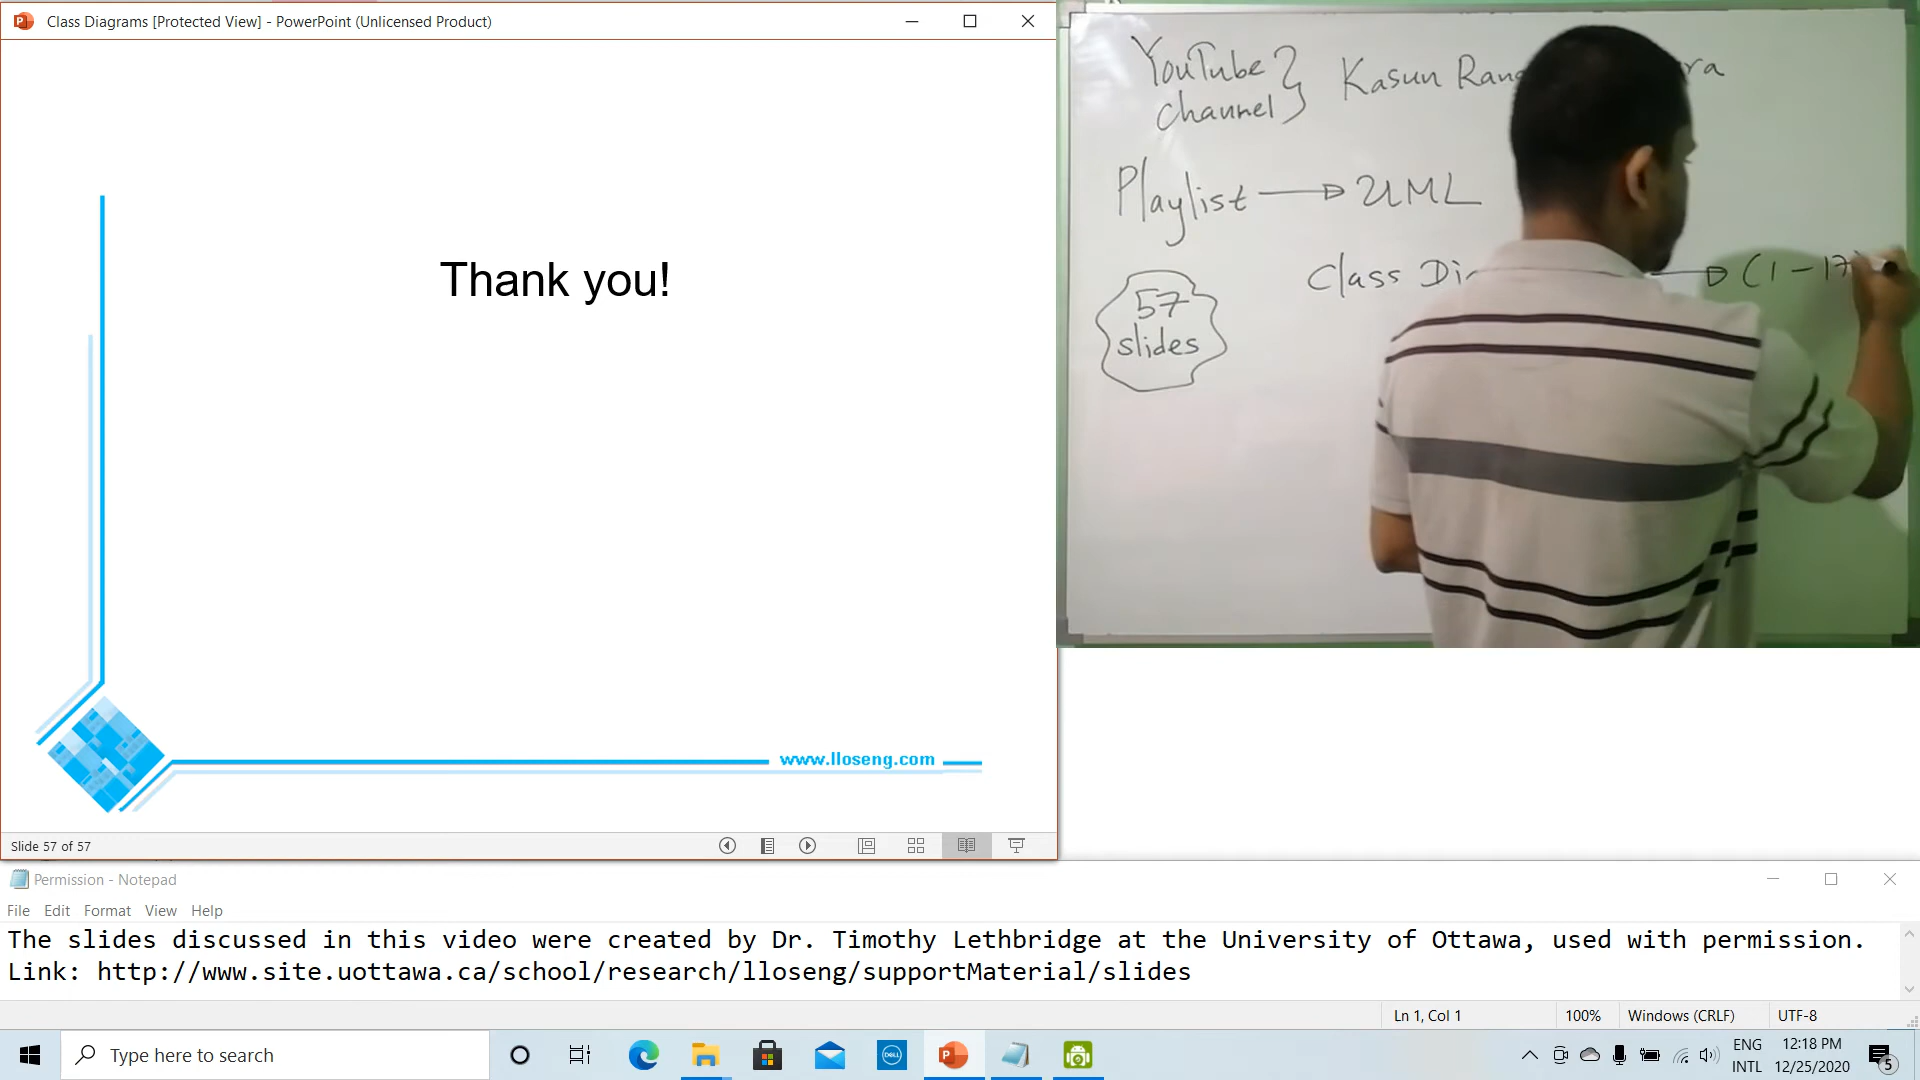 Class Diagrams [Protected View] - PowerPoint (Unlicensed Product)
Thank you!
www.lloseng.com
Slide 57 of 57
YouTube
channel
Kasun
Playlist
UML
57
slides
Class
(1-17)
Permission - Notepad
File Edit Format View Help
The slides discussed in this video were created by Dr. Timothy Lethbridge at the University of Ottawa, used with permission.
Link: http://www.site.uottawa.ca/school/research/lloseng/supportMaterial/slides
Ln 1, Col 1 100% Windows (CRLF) UTF-8
Type here to search
DELL
ENG
INTL
12:18 PM
12/25/2020
5